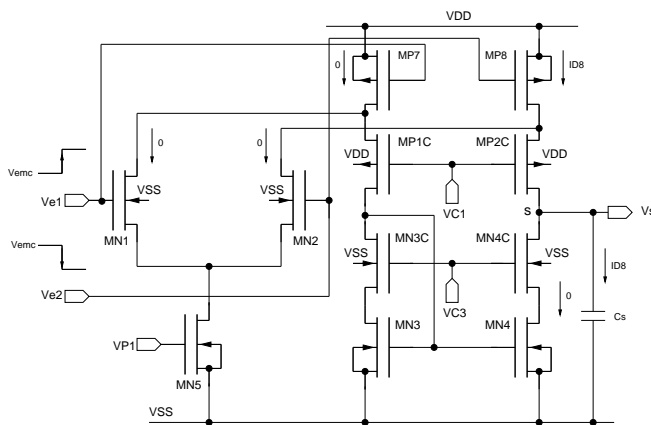 VDD
MP7
MP8
0
ID8
MP1C
MP2C
0
0
VDD
VDD
Vemc
VSS
VSS
Ve1
VC1
S
Vs
MN1
MN2
MN3C
MN4C
Vemc
VSS
VSS
ID8
Ve2
VC3
0
Cs
MN3
MN4
VP1
MN5
VSS